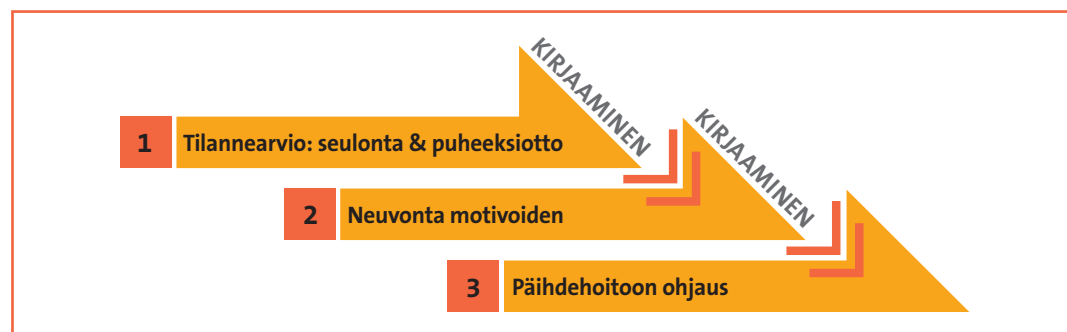 KIRJAAMINEN
1 Tilannearvio: seulonta & puheeksiotto
KIRJAAMINEN
2 Neuvonta motivoiden
3 Päihdehoitoon ohjaus